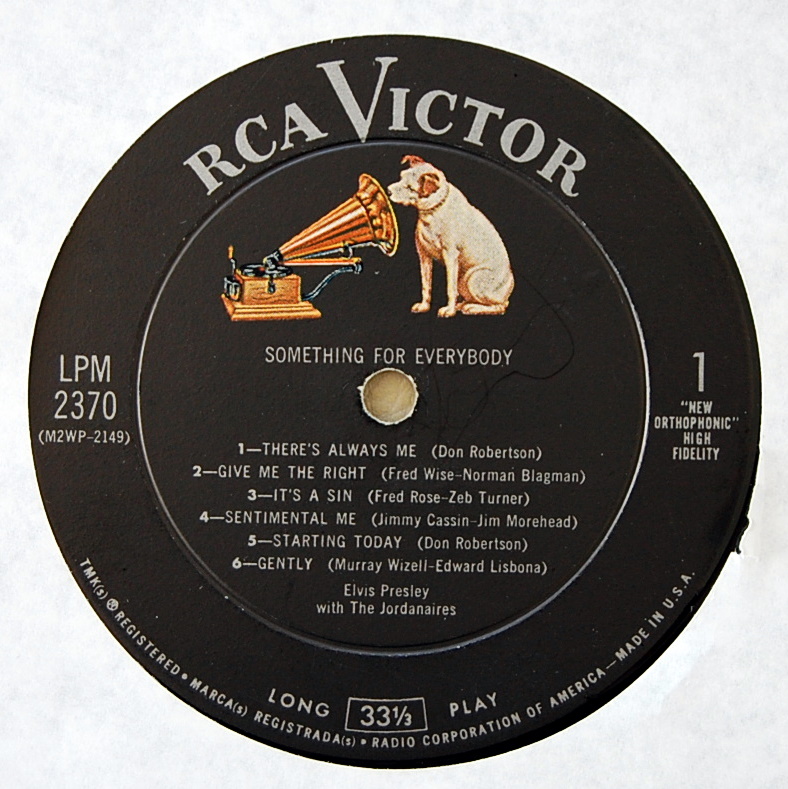 RCA VICTOR
SOMETHING FOR EVERYBODY
LPM
2370
(M2WP-2149)
1
"NEW
ORTHOPHONIC"
HIGH
FIDELITY
1—THERE'S ALWAYS ME (Don Robertson)
2—GIVE ME THE RIGHT (Fred Wise-Norman Blagman)
3—IT'S A SIN (Fred Rose-Zeb Turner)
4—SENTIMENTAL ME (Jimmy Cassin-Jim Morehead)
5—STARTING TODAY (Don Robertson)
6—GENTLY (Murray Wizell-Edward Lisbona)
Elvis Presley
with The Jordanaires
LONG 33⅓ PLAY
TMK(s) ® REGISTERED • MARCA(s) REGISTRADA(s) • RADIO CORPORATION OF AMERICA—MADE IN U.S.A.